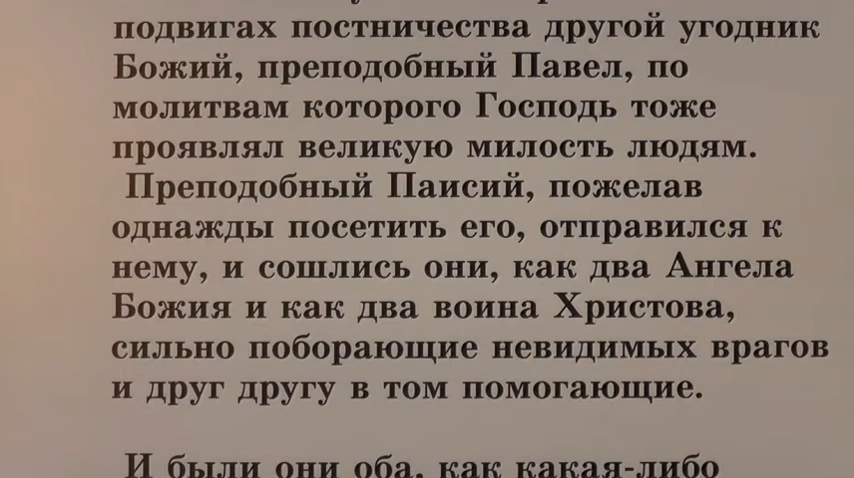 подвигах постничества другой угодник
Божий, преподобный Павел, по
молитвам которого Господь тоже
проявлял великую милость людям.
Преподобный Паисий, пожелав
однажды посетить его, отправился к
нему, и сошлись они, как два Ангела
Божия и как два воина Христова,
сильно поборающие невидимых врагов
и друг другу в том помогающие.
И были они оба, как какая-либо